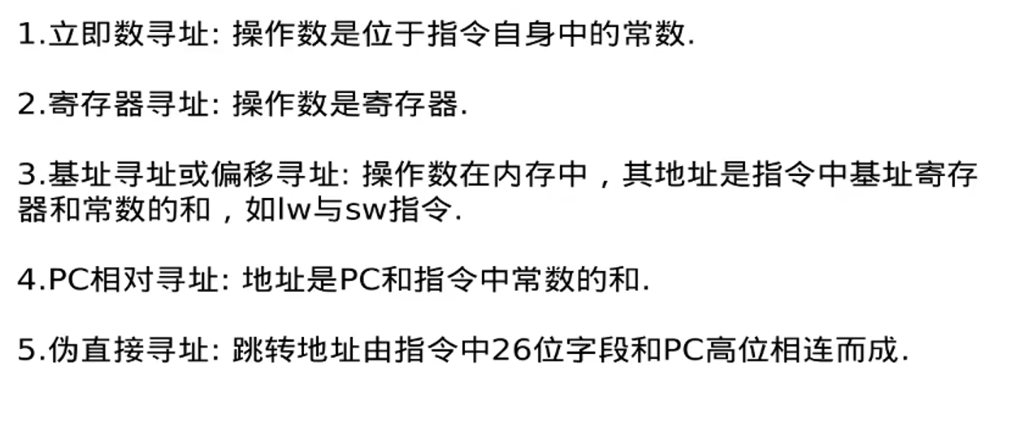 1.立即数寻址: 操作数是位于指令自身中的常数.
2.寄存器寻址: 操作数是寄存器.
3.基址寻址或偏移寻址: 操作数在内存中，其地址是指令中基址寄存
器和常数的和，如lw与sw指令.
4.PC相对寻址: 地址是PC和指令中常数的和.
5.伪直接寻址: 跳转地址由指令中26位字段和PC高位相连而成.